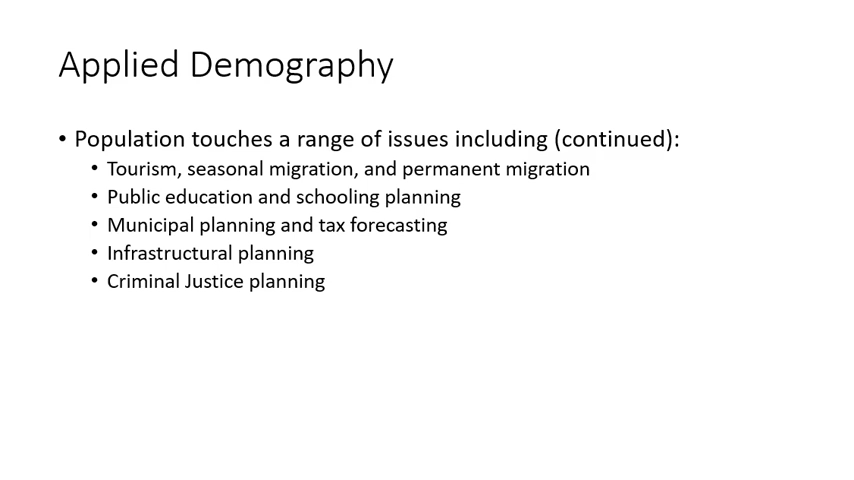 Applied Demography
• Population touches a range of issues including (continued):
• Tourism, seasonal migration, and permanent migration
• Public education and schooling planning
• Municipal planning and tax forecasting
• Infrastructural planning
• Criminal Justice planning